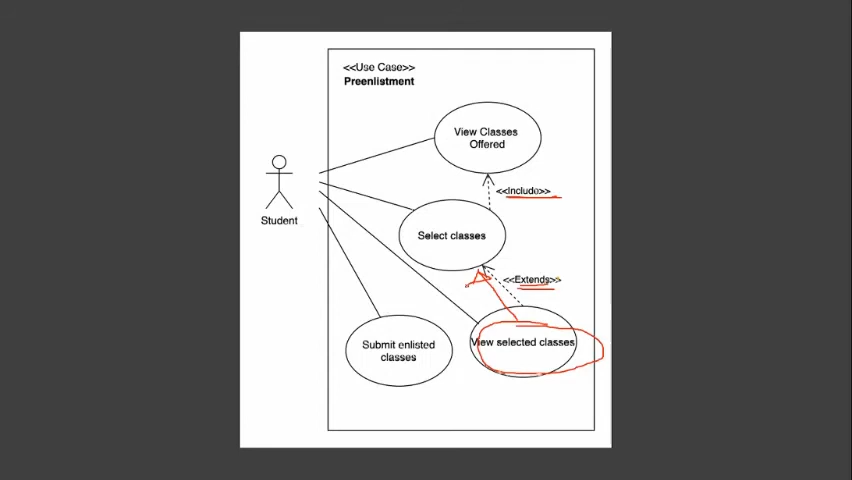 <<Use Case>>
Preenlistment
View Classes
Offered
<<Include>>
Student
Select classes
<<Extends>>
Submit enlisted
classes
View selected classes